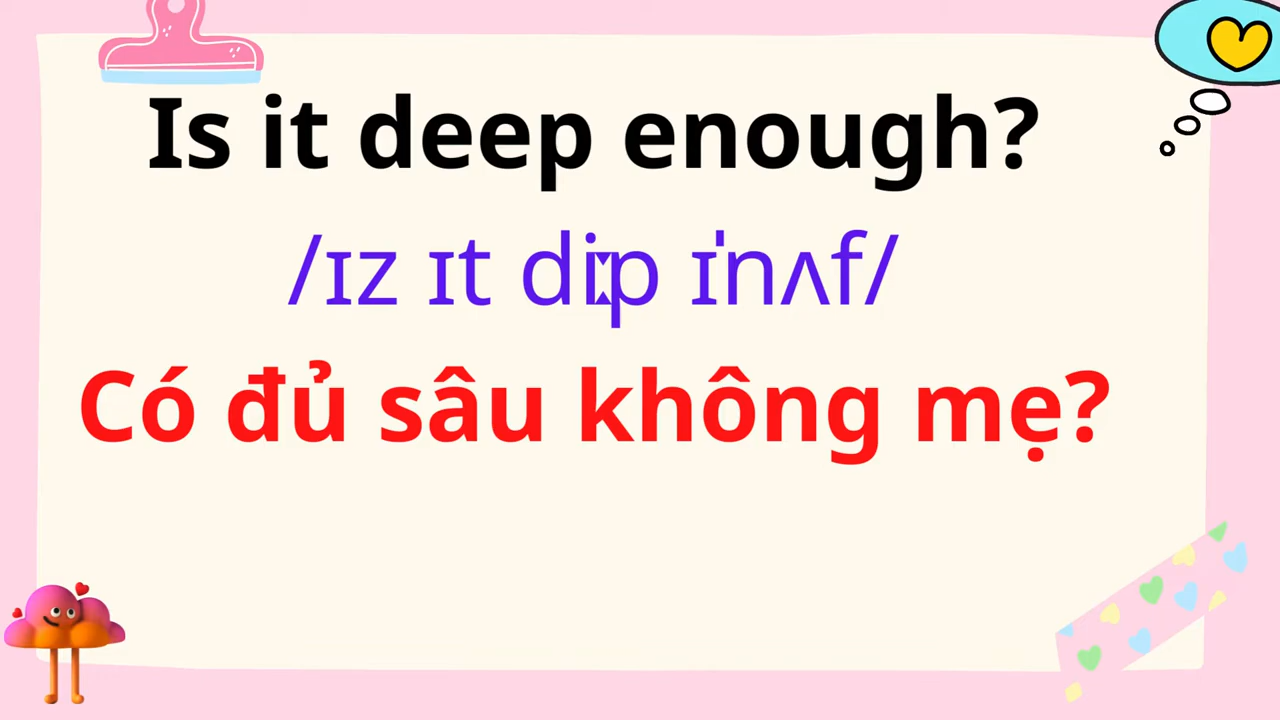 Is it deep enough?
/ɪz ɪt diːp ɪˈnʌf/
Có đủ sâu không mẹ?